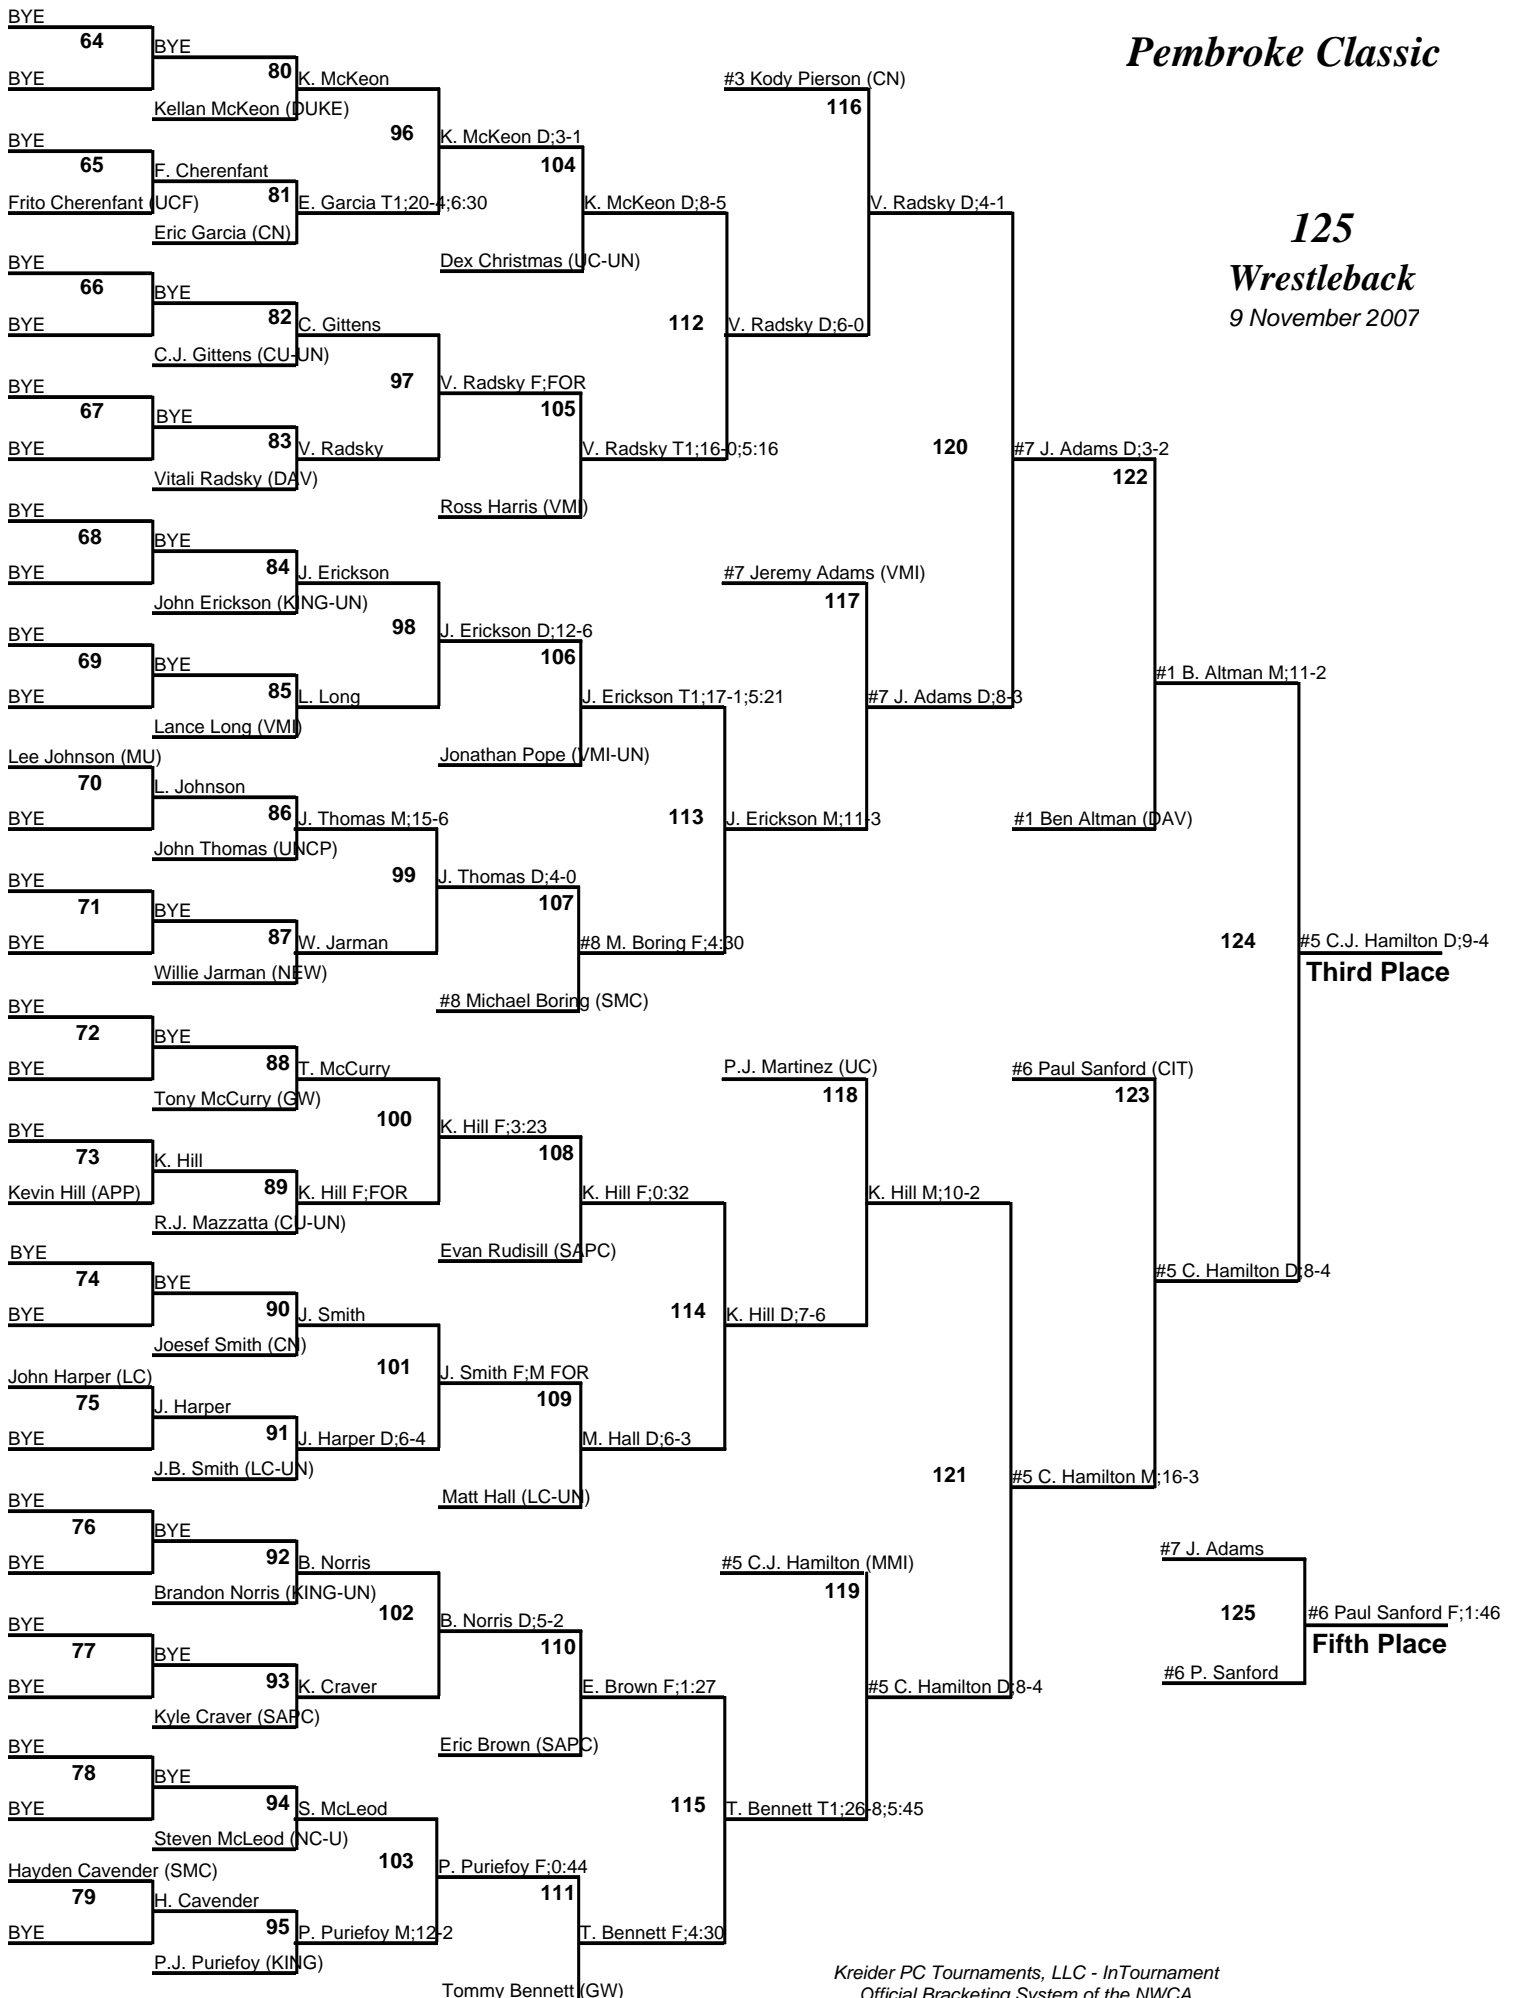 Pembroke Classic
125
Wrestleback
9 November 2007
BYE
64
BYE
BYE
80
Kellan McKeon (DUKE)
K. McKeon
BYE
65
Frito Cherenfant (UCF)
F. Cherenfant
81
Eric Garcia (CN)
E. Garcia T1;20-4;6:30
96
K. McKeon D;3-1
104
Dex Christmas (UC-UN)
K. McKeon D;8-5
BYE
66
BYE
BYE
82
C.J. Gittens (CU-UN)
C. Gittens
BYE
67
BYE
BYE
83
Vitali Radsky (DAV)
V. Radsky
97
V. Radsky F;FOR
105
Ross Harris (VMI)
V. Radsky T1;16-0;5:16
112
V. Radsky D;6-0
#3 Kody Pierson (CN)
116
V. Radsky D;4-1
BYE
68
BYE
BYE
84
John Erickson (KING-UN)
J. Erickson
BYE
69
BYE
BYE
85
Lance Long (VMI)
L. Long
98
J. Erickson D;12-6
106
Jonathan Pope (VMI-UN)
J. Erickson T1;17-1;5:21
Lee Johnson (MU)
70
BYE
L. Johnson
86
John Thomas (UNCP)
J. Thomas M;15-6
BYE
71
BYE
BYE
87
Willie Jarman (NEW)
W. Jarman
99
J. Thomas D;4-0
107
#8 Michael Boring (SMC)
#8 M. Boring F;4:30
113
J. Erickson M;11-3
#7 Jeremy Adams (VMI)
117
#7 J. Adams D;8-3
120
#7 J. Adams D;3-2
122
#1 Ben Altman (DAV)
#1 B. Altman M;11-2
BYE
72
BYE
BYE
88
Tony McCurry (GW)
T. McCurry
BYE
73
Kevin Hill (APP)
K. Hill
89
R.J. Mazzatta (CU-UN)
K. Hill F;FOR
100
K. Hill F;3:23
108
Evan Rudisill (SAPC)
K. Hill F;0:32
BYE
74
BYE
BYE
90
Joesef Smith (CN)
J. Smith
John Harper (LC)
75
BYE
J. Harper
91
J.B. Smith (LC-UN)
J. Harper D;6-4
101
J. Smith F;M FOR
109
Matt Hall (LC-UN)
M. Hall D;6-3
114
K. Hill D;7-6
P.J. Martinez (UC)
118
K. Hill M;10-2
BYE
76
BYE
BYE
92
Brandon Norris (KING-UN)
B. Norris
BYE
77
BYE
BYE
93
Kyle Craver (SAPC)
K. Craver
102
B. Norris D;5-2
110
Eric Brown (SAPC)
E. Brown F;1:27
BYE
78
BYE
BYE
94
Steven McLeod (NC-U)
S. McLeod
Hayden Cavender (SMC)
79
BYE
H. Cavender
95
P.J. Puriefoy (KING)
P. Puriefoy M;12-2
103
P. Puriefoy F;0:44
111
Tommy Bennett (GW)
T. Bennett F;4:30
115
T. Bennett T1;26-8;5:45
#5 C.J. Hamilton (MMI)
119
#5 C. Hamilton D;8-4
121
#5 C. Hamilton M;16-3
#6 Paul Sanford (CIT)
123
#5 C. Hamilton D;8-4
124
#5 C.J. Hamilton D;9-4
Third Place
#7 J. Adams
125
#6 P. Sanford
#6 Paul Sanford F;1:46
Fifth Place
Kreider PC Tournaments, LLC - InTournament
Official Bracketing System of the NWCA